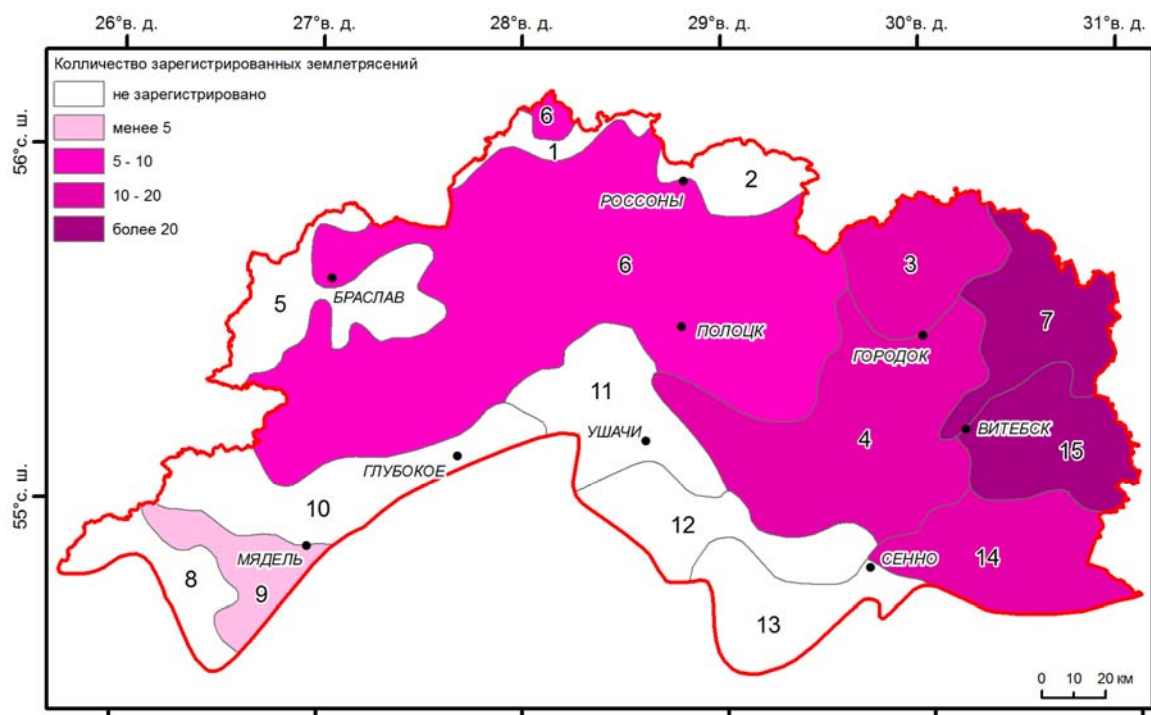 26°в. д. 27°в. д. 28°в. д. 29°в. д. 30°в. д. 31°в. д.
Колличество зарегистрированных землетрясений
не зарегистрировано
менее 5
5 - 10
10 - 20
более 20
56°с. ш.
55°с. ш.
6
1
2
РОССОНЫ
3
6
5
БРАСЛАВ
7
ПОЛОЦК
ГОРОДОК
11
УШАЧИ
4
ВИТЕБСК
15
ГЛУБОКОЕ
10
12
МЯДЕЛЬ
СЕННО
14
8
9
13
0 10 20 км